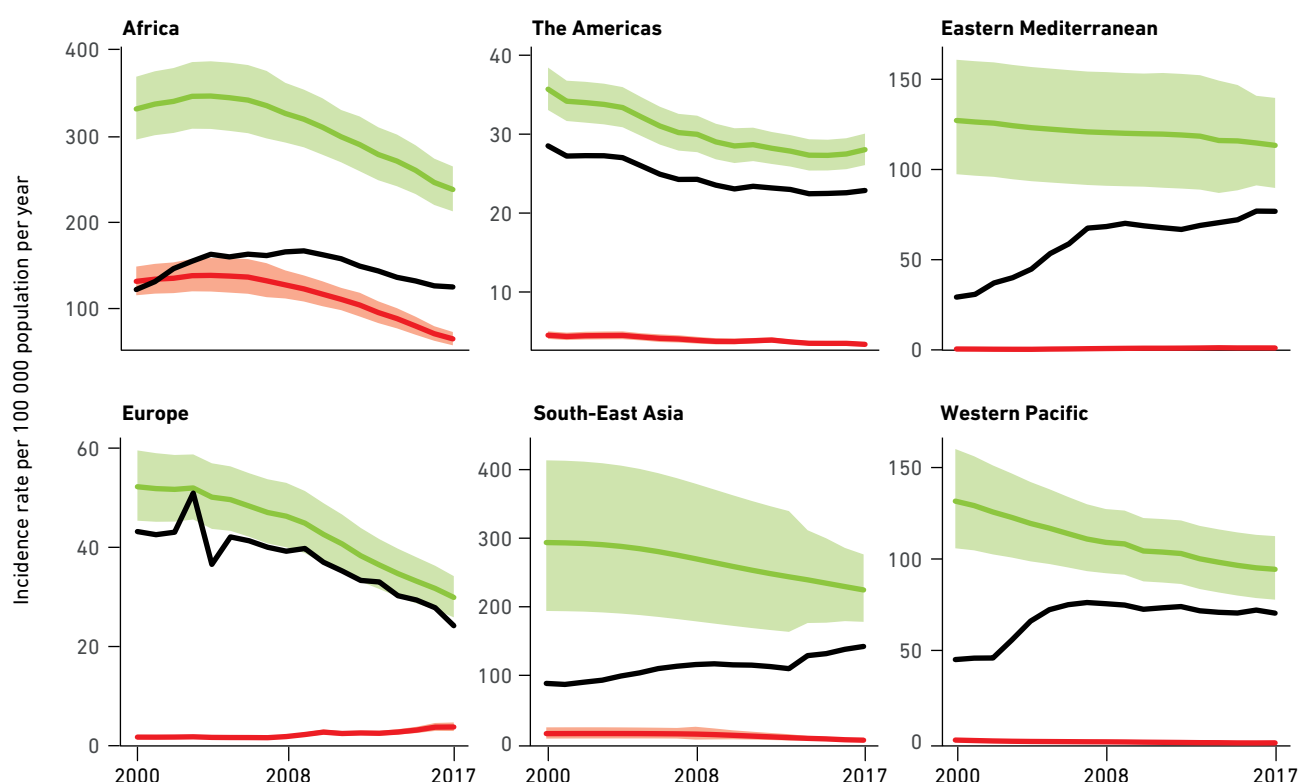 Incidence rate per 100 000 population per year
Africa
400
300
200
100
The Americas
40
30
20
10
Eastern Mediterranean
150
100
50
0
Europe
60
40
20
0
2000 2008 2017
South-East Asia
400
300
200
100
0
2000 2008 2017
Western Pacific
150
100
50
0
2000 2008 2017